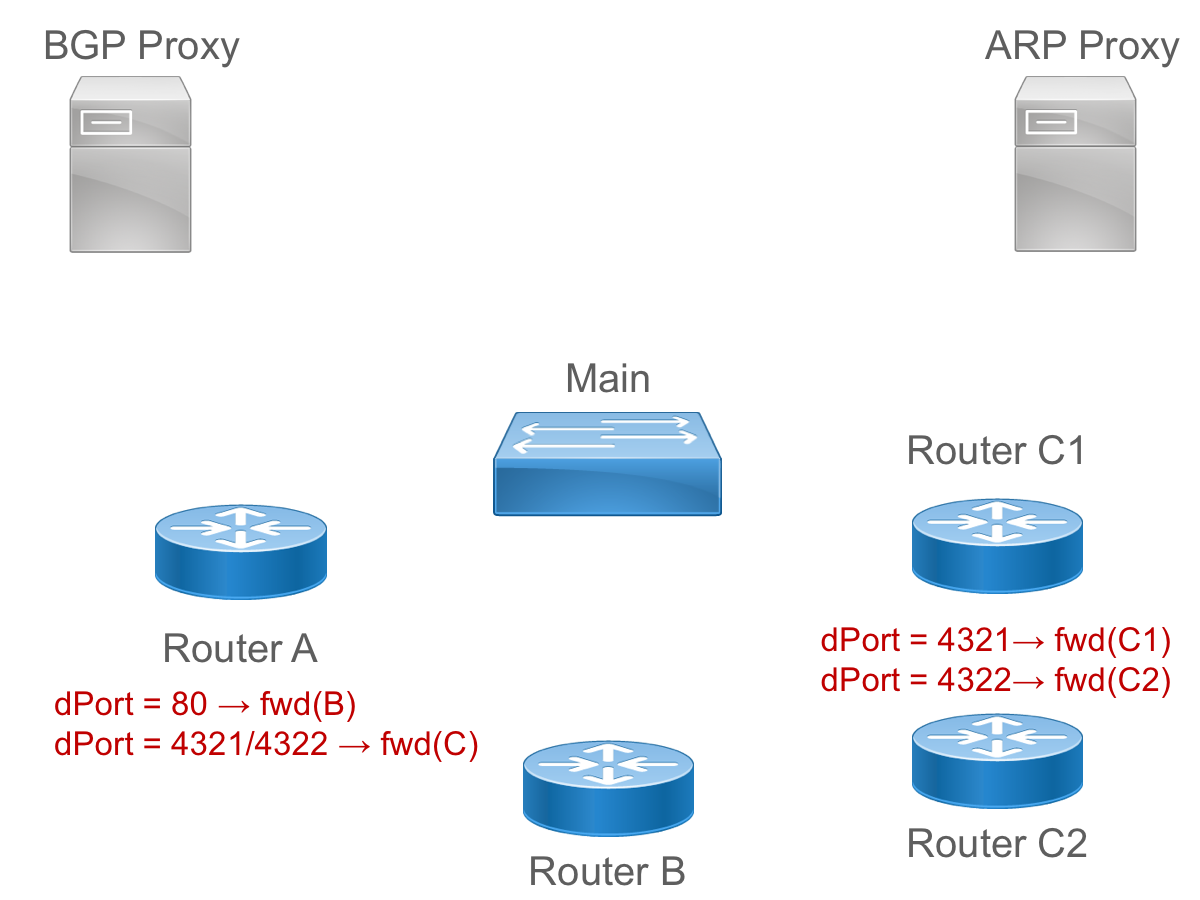 BGP Proxy
ARP Proxy
Main
Router C1
Router A
dPort = 4321→ fwd(C1)
dPort = 4322→ fwd(C2)
dPort = 80 → fwd(B)
dPort = 4321/4322 → fwd(C)
Router B
Router C2